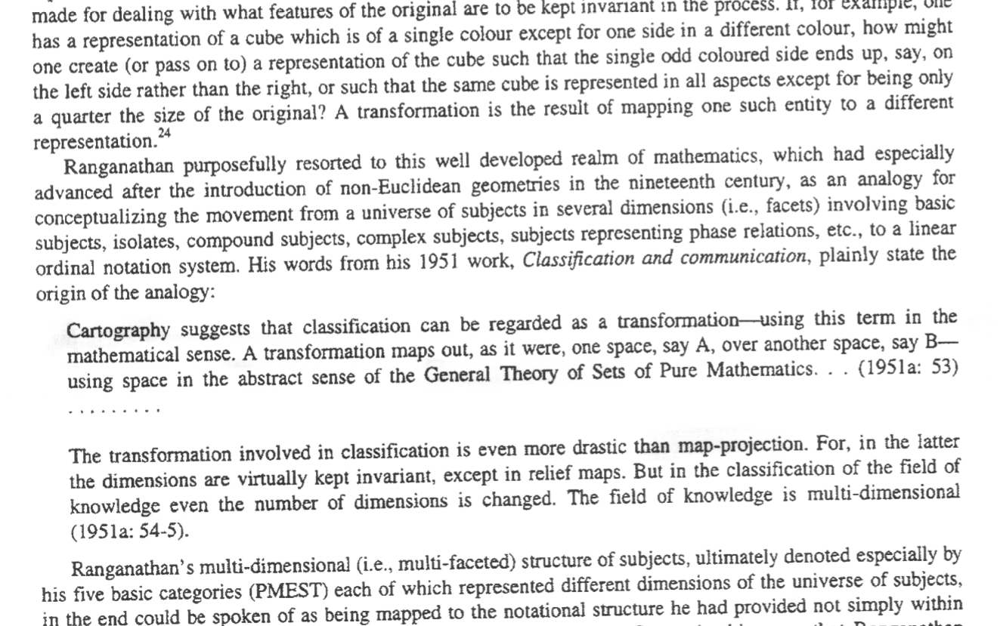 made for dealing with what features of the original are to be kept invariant in the process. If, for example, one
has a representation of a cube which is of a single colour except for one side in a different colour, how might
one create (or pass on to) a representation of the cube such that the single odd coloured side ends up, say, on
the left side rather than the right, or such that the same cube is represented in all aspects except for being only
a quarter the size of the original? A transformation is the result of mapping one such entity to a different
representation.24
Ranganathan purposefully resorted to this well developed realm of mathematics, which had especially
advanced after the introduction of non-Euclidean geometries in the nineteenth century, as an analogy for
conceptualizing the movement from a universe of subjects in several dimensions (i.e., facets) involving basic
subjects, isolates, compound subjects, complex subjects, subjects representing phase relations, etc., to a linear
ordinal notation system. His words from his 1951 work, Classification and communication, plainly state the
origin of the analogy:
Cartography suggests that classification can be regarded as a transformation—using this term in the
mathematical sense. A transformation maps out, as it were, one space, say A, over another space, say B—
using space in the abstract sense of the General Theory of Sets of Pure Mathematics. . . (1951a: 53)
. . . . . . . . .
The transformation involved in classification is even more drastic than map-projection. For, in the latter
the dimensions are virtually kept invariant, except in relief maps. But in the classification of the field of
knowledge even the number of dimensions is changed. The field of knowledge is multi-dimensional
(1951a: 54-5).
Ranganathan's multi-dimensional (i.e., multi-faceted) structure of subjects, ultimately denoted especially by
his five basic categories (PMEST) each of which represented different dimensions of the universe of subjects,
in the end could be spoken of as being mapped to the notational structure he had provided not simply within